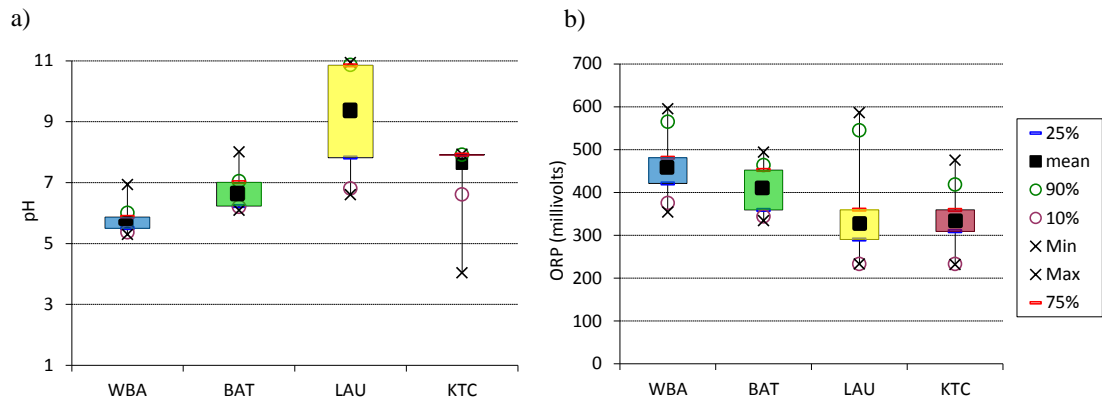 a)
11
9
7
5
3
1
pH
WBA BAT LAU KTC
b)
700
600
500
400
300
200
100
0
ORP (millivolts)
WBA BAT LAU KTC
25%
mean
90%
10%
Min
Max
75%